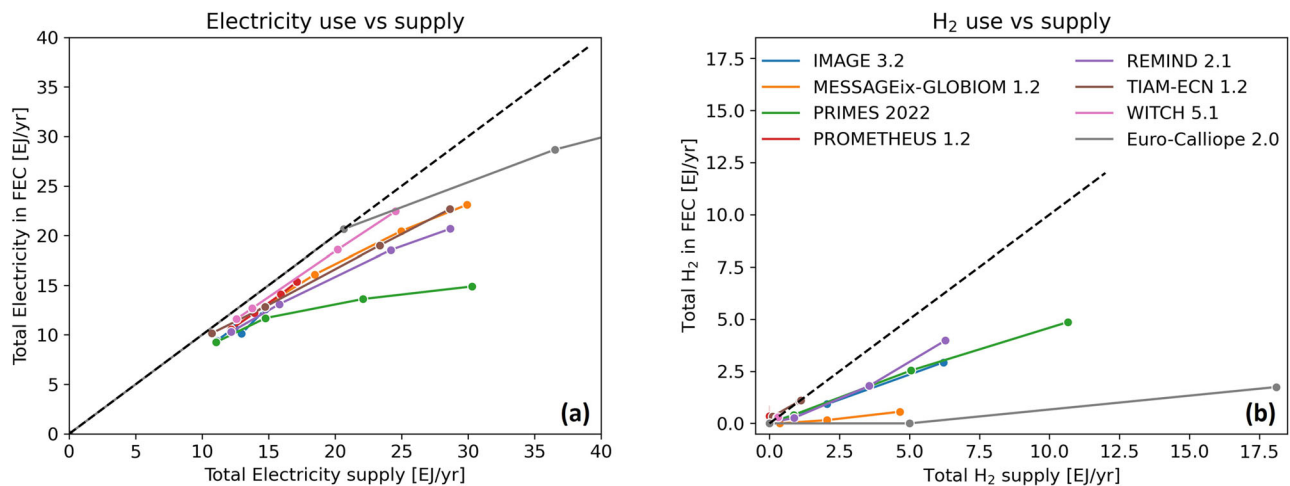 Electricity use vs supply
40
35
30
25
20
15
10
5
0
Total Electricity in FEC [EJ/yr]
(a)
0 5 10 15 20 25 30 35 40
Total Electricity supply [EJ/yr]
H2 use vs supply
17.5
15.0
12.5
10.0
7.5
5.0
2.5
0.0
Total H2 in FEC [EJ/yr]
IMAGE 3.2
MESSAGEix-GLOBIOM 1.2
PRIMES 2022
PROMETHEUS 1.2
REMIND 2.1
TIAM-ECN 1.2
WITCH 5.1
Euro-Calliope 2.0
(b)
0.0 2.5 5.0 7.5 10.0 12.5 15.0 17.5
Total H2 supply [EJ/yr]